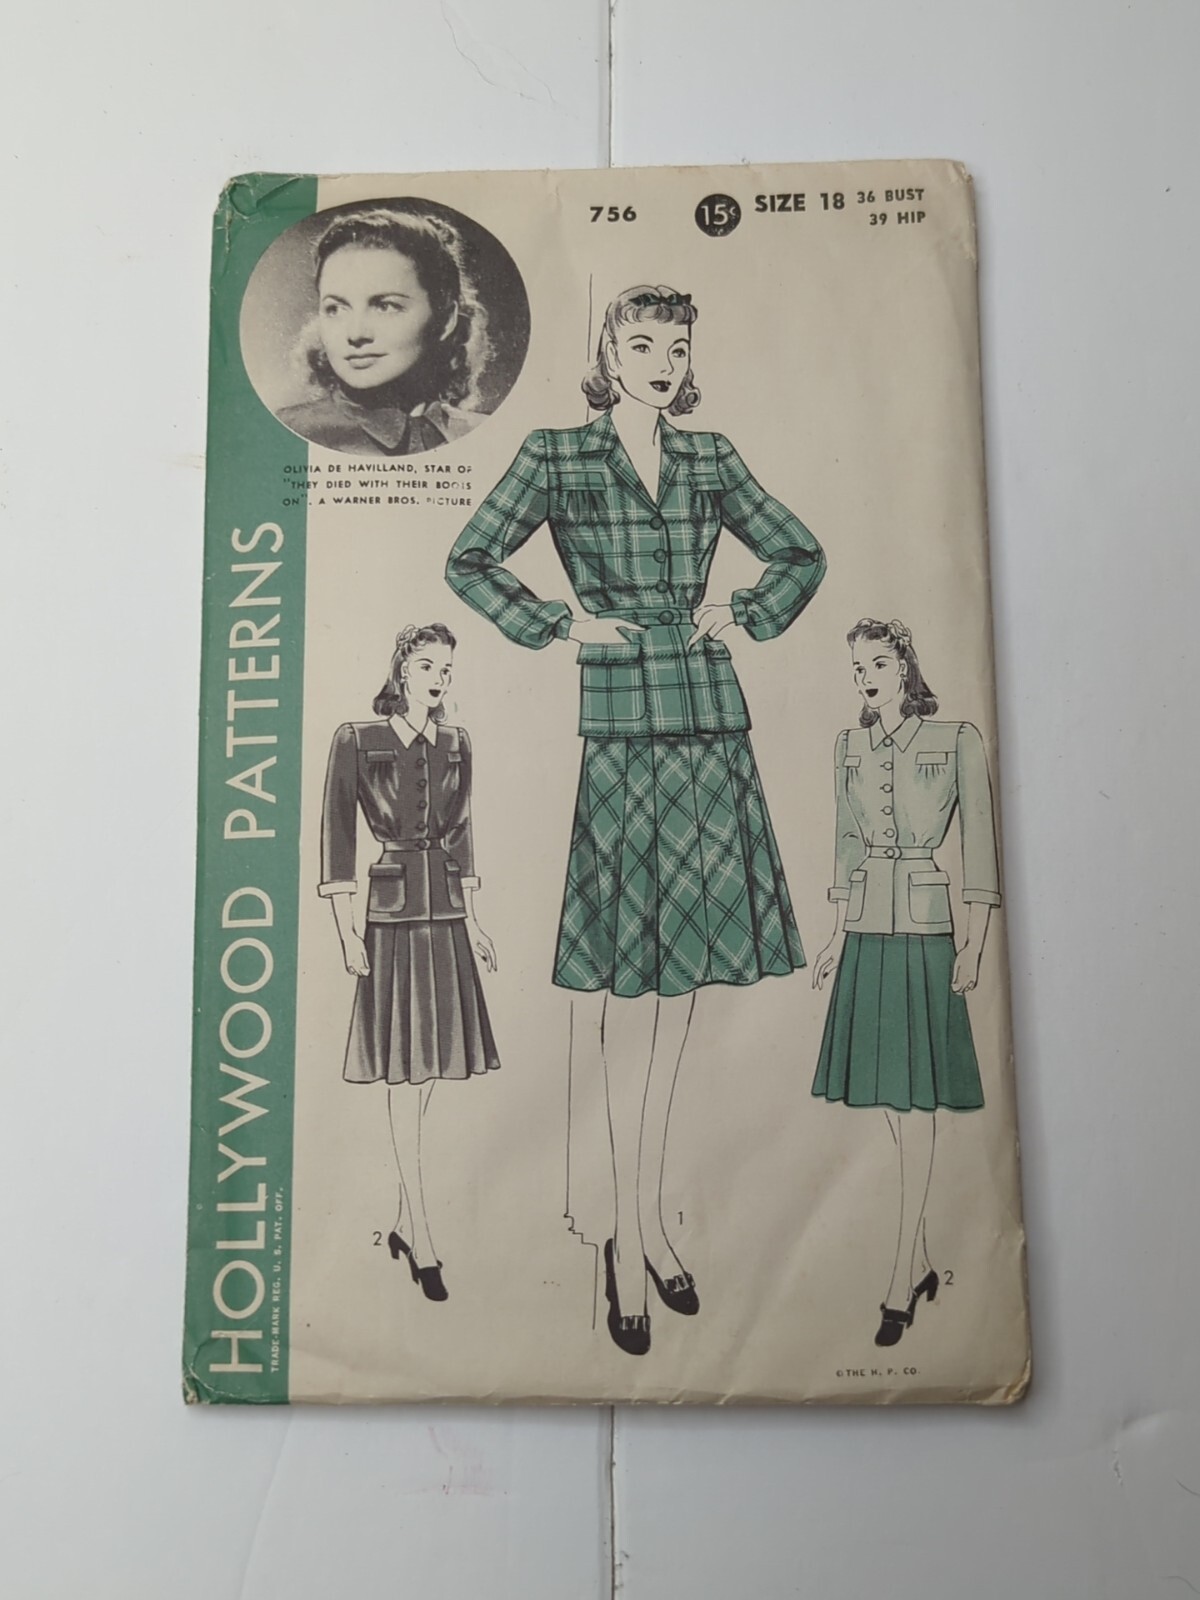 756
15¢
SIZE 18 36 BUST
39 HIP
OLIVIA DE HAVILLAND, STAR OF
"THEY DIED WITH THEIR BOOTS
ON". A WARNER BROS. PICTURE
HOLLYWOOD PATTERNS
TRADE-MARK REG. U. S. PAT. OFF.
2
1
2
© THE H. P. CO.